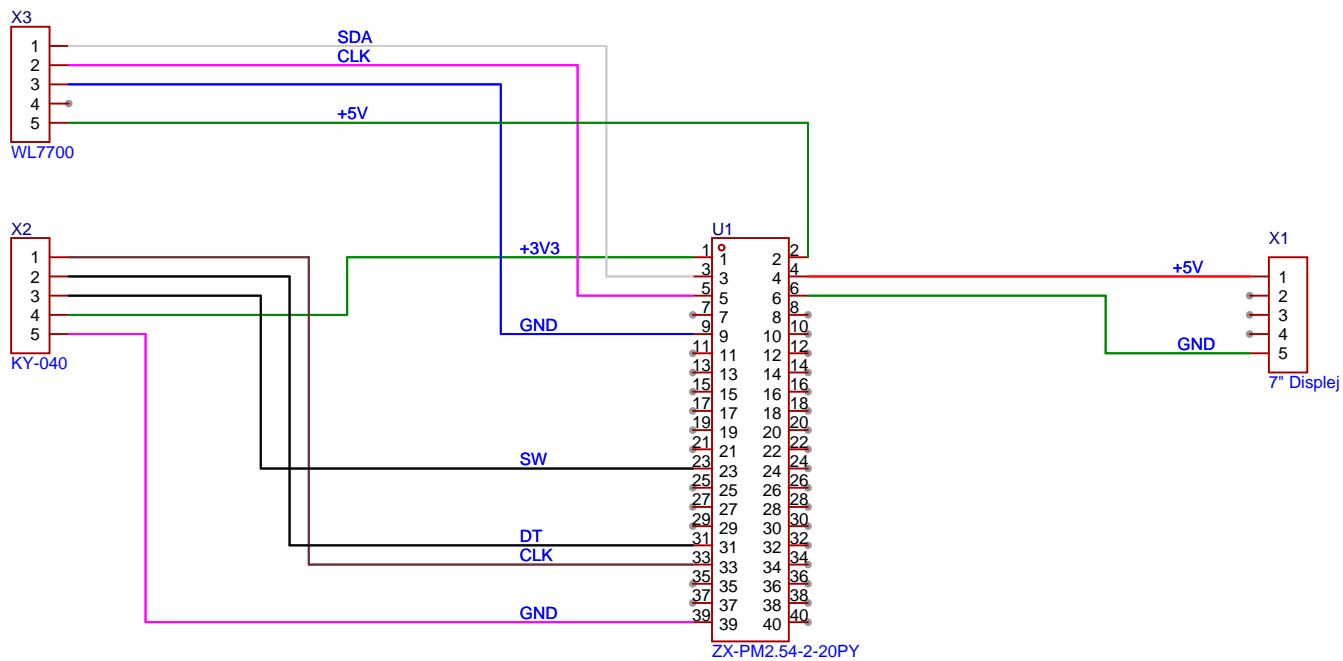 X3
1
2
3
4
5
WL7700
SDA
CLK
+5V
X2
1
2
3
4
5
KY-040
+3V3
GND
SW
DT
CLK
GND
U1
1 1 2 2
3 3 4 4
5 5 6 6
7 7 8 8
9 9 10 10
11 11 12 12
13 13 14 14
15 15 16 16
17 17 18 18
19 19 20 20
21 21 22 22
23 23 24 24
25 25 26 26
27 27 28 28
29 29 30 30
31 31 32 32
33 33 34 34
35 35 36 36
37 37 38 38
39 39 40 40
ZX-PM2.54-2-20PY
+5V
GND
X1
1
2
3
4
5
7" Displej